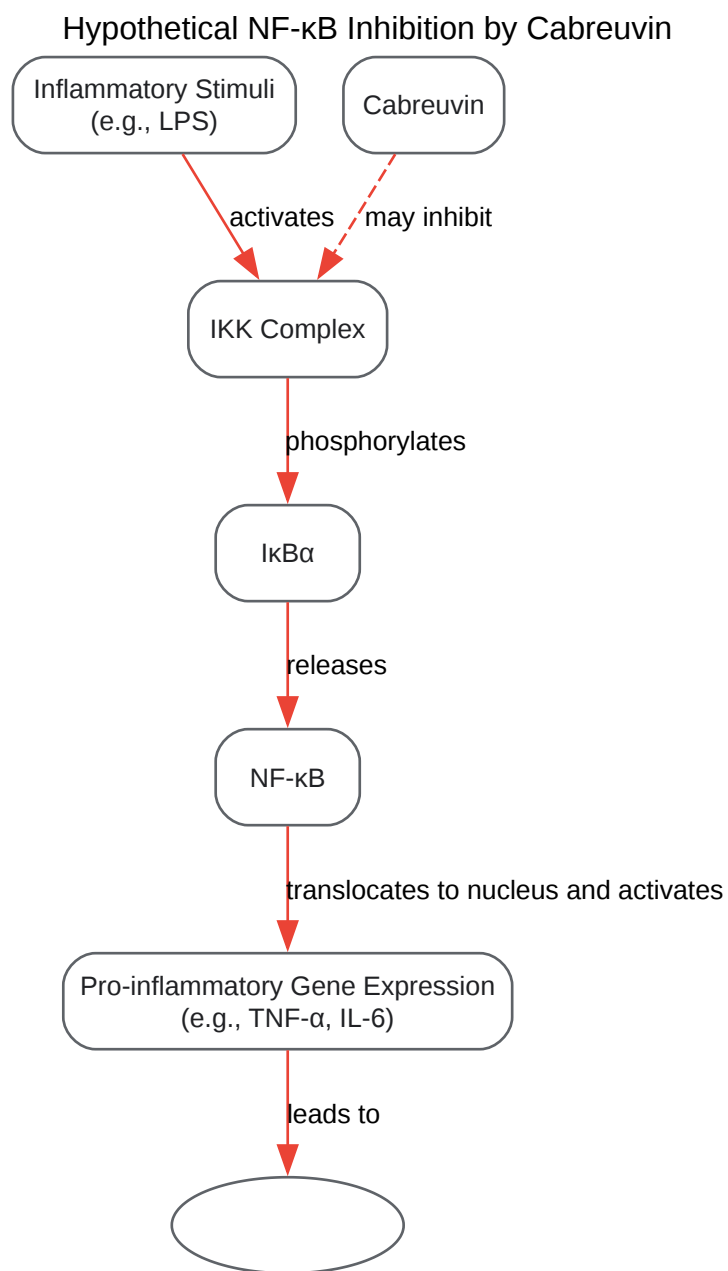 Hypothetical NF-κB Inhibition by Cabreuvin
Inflammatory Stimuli
(e.g., LPS)
Cabreuvin
activates
may inhibit
IKK Complex
phosphorylates
IκBα
releases
NF-κB
translocates to nucleus and activates
Pro-inflammatory Gene Expression
(e.g., TNF-α, IL-6)
leads to